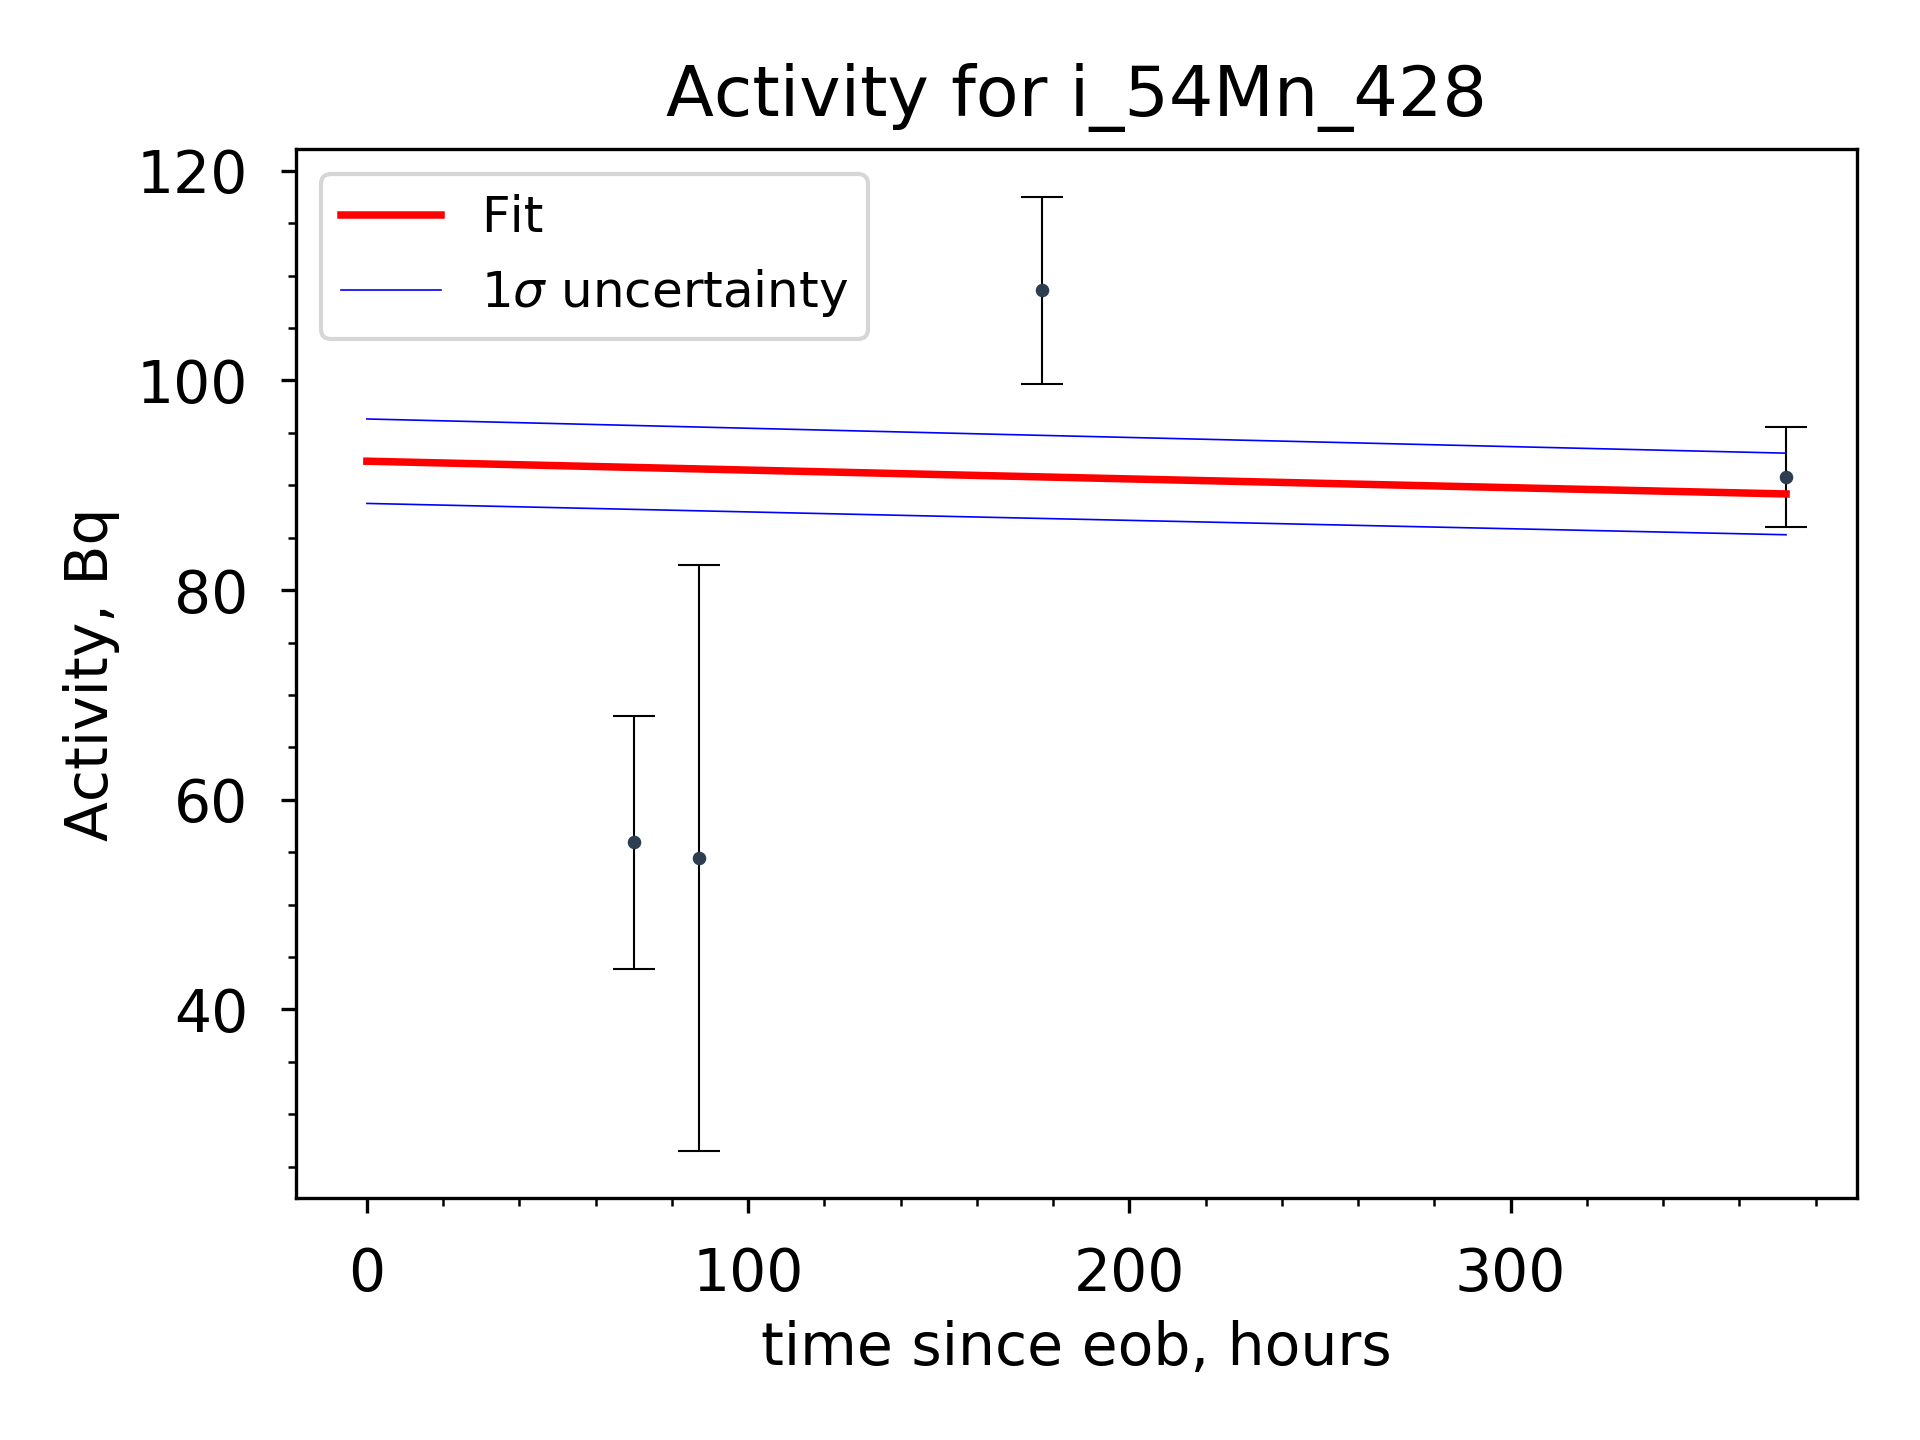 Activity for i_54Mn_428
Fit
1σ uncertainty
120
100
80
60
40
Activity, Bq
0 100 200 300
time since eob, hours